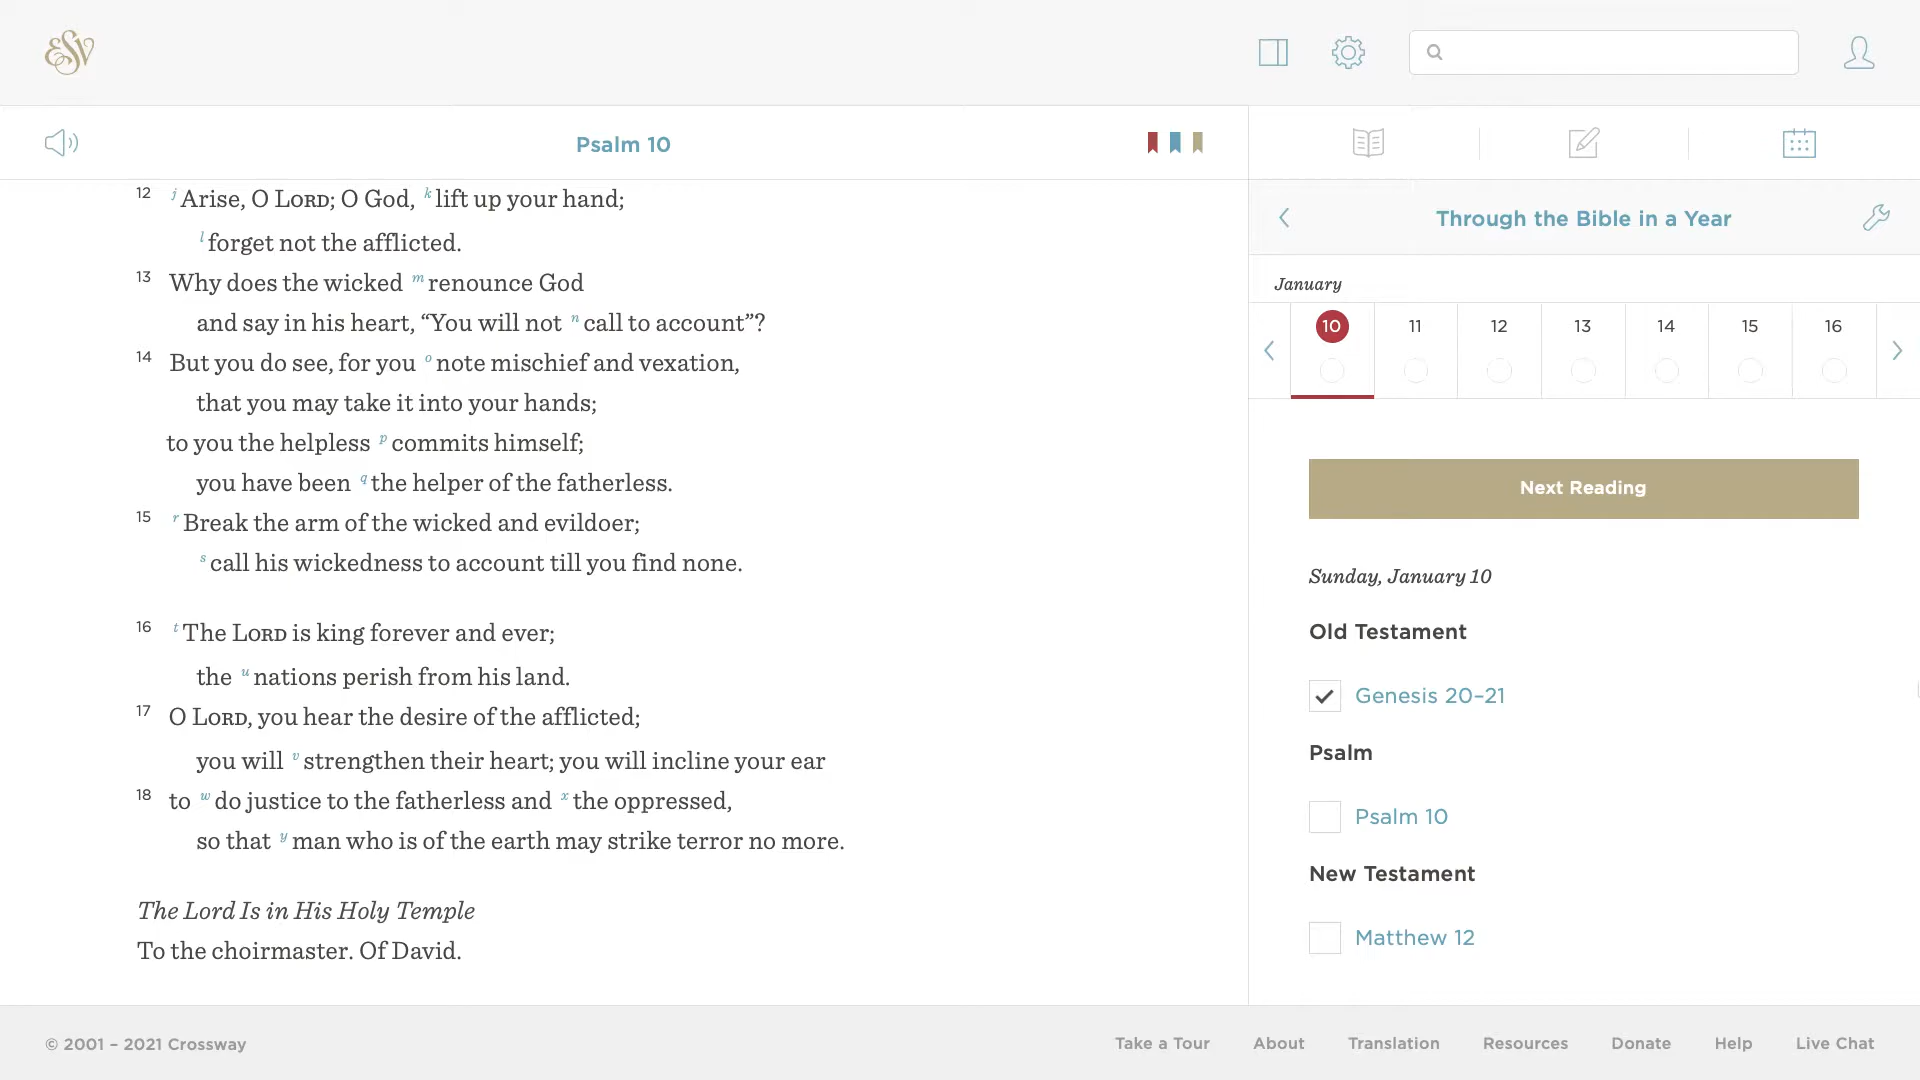 ESV
Psalm 10
12 j Arise, O LORD; O God, k lift up your hand;
l forget not the afflicted.
13 Why does the wicked m renounce God
and say in his heart, “You will not n call to account”?
14 But you do see, for you o note mischief and vexation,
that you may take it into your hands;
to you the helpless p commits himself;
you have been q the helper of the fatherless.
15 r Break the arm of the wicked and evildoer;
s call his wickedness to account till you find none.
16 t The LORD is king forever and ever;
the u nations perish from his land.
17 O LORD, you hear the desire of the afflicted;
you will v strengthen their heart; you will incline your ear
18 to w do justice to the fatherless and x the oppressed,
so that y man who is of the earth may strike terror no more.
The Lord Is in His Holy Temple
To the choirmaster. Of David.
Through the Bible in a Year
January
10 11 12 13 14 15 16
Next Reading
Sunday, January 10
Old Testament
Genesis 20–21
Psalm
Psalm 10
New Testament
Matthew 12
© 2001 – 2021 Crossway
Take a Tour About Translation Resources Donate Help Live Chat